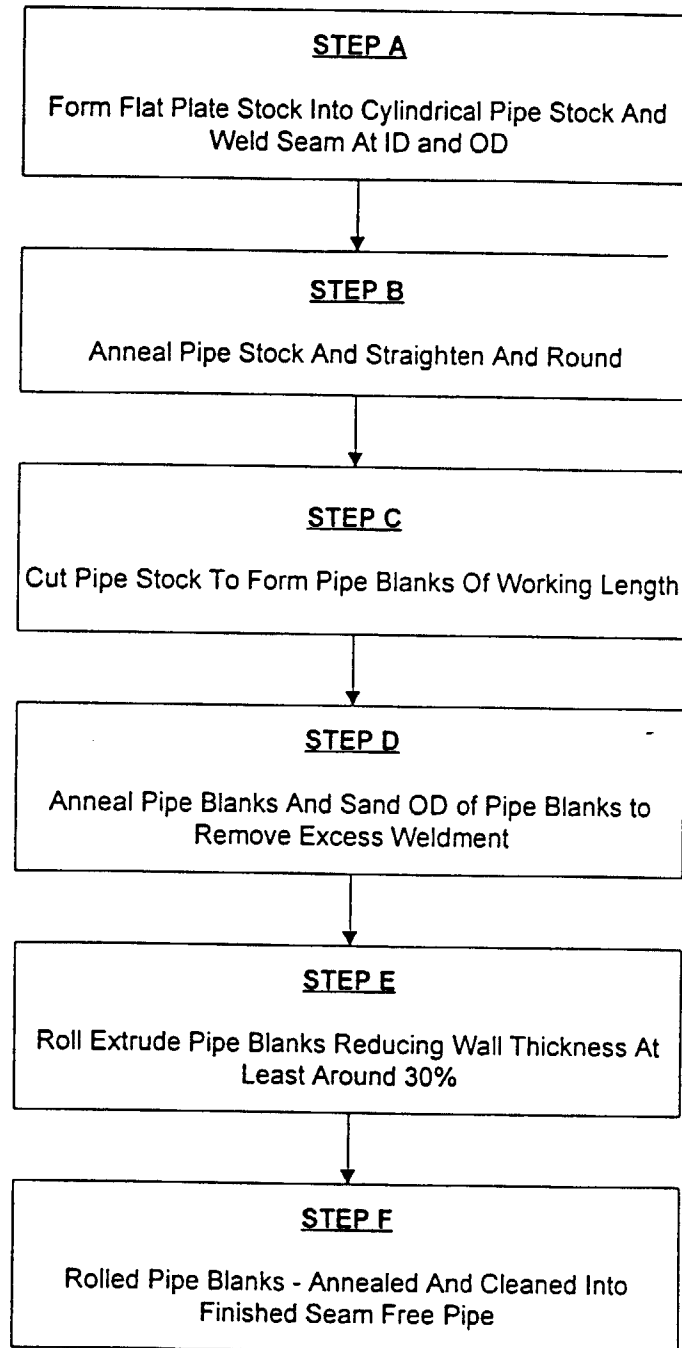 STEP A
Form Flat Plate Stock Into Cylindrical Pipe Stock And
Weld Seam At ID and OD
STEP B
Anneal Pipe Stock And Straighten And Round
STEP C
Cut Pipe Stock To Form Pipe Blanks Of Working Length
STEP D
Anneal Pipe Blanks And Sand OD of Pipe Blanks to
Remove Excess Weldment
STEP E
Roll Extrude Pipe Blanks Reducing Wall Thickness At
Least Around 30%
STEP F
Rolled Pipe Blanks - Annealed And Cleaned Into
Finished Seam Free Pipe